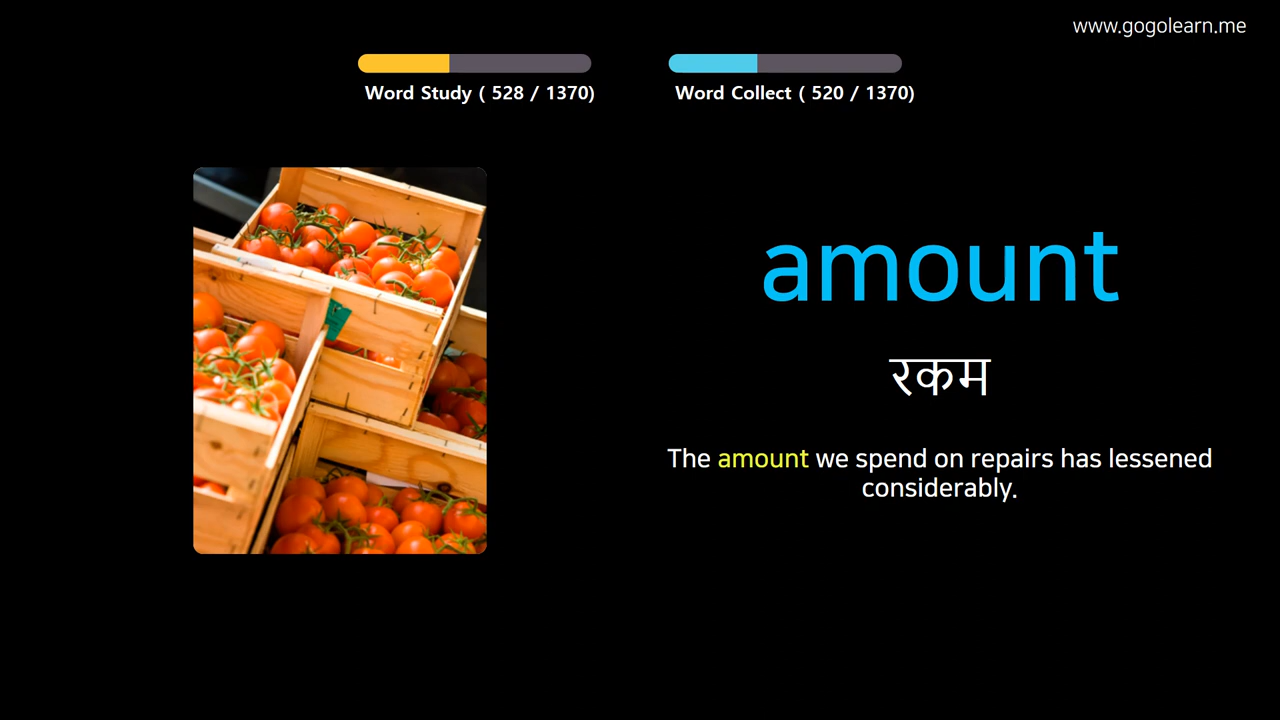 www.gogolearn.me
Word Study ( 528 / 1370)
Word Collect ( 520 / 1370)
amount
रकम
The amount we spend on repairs has lessened
considerably.